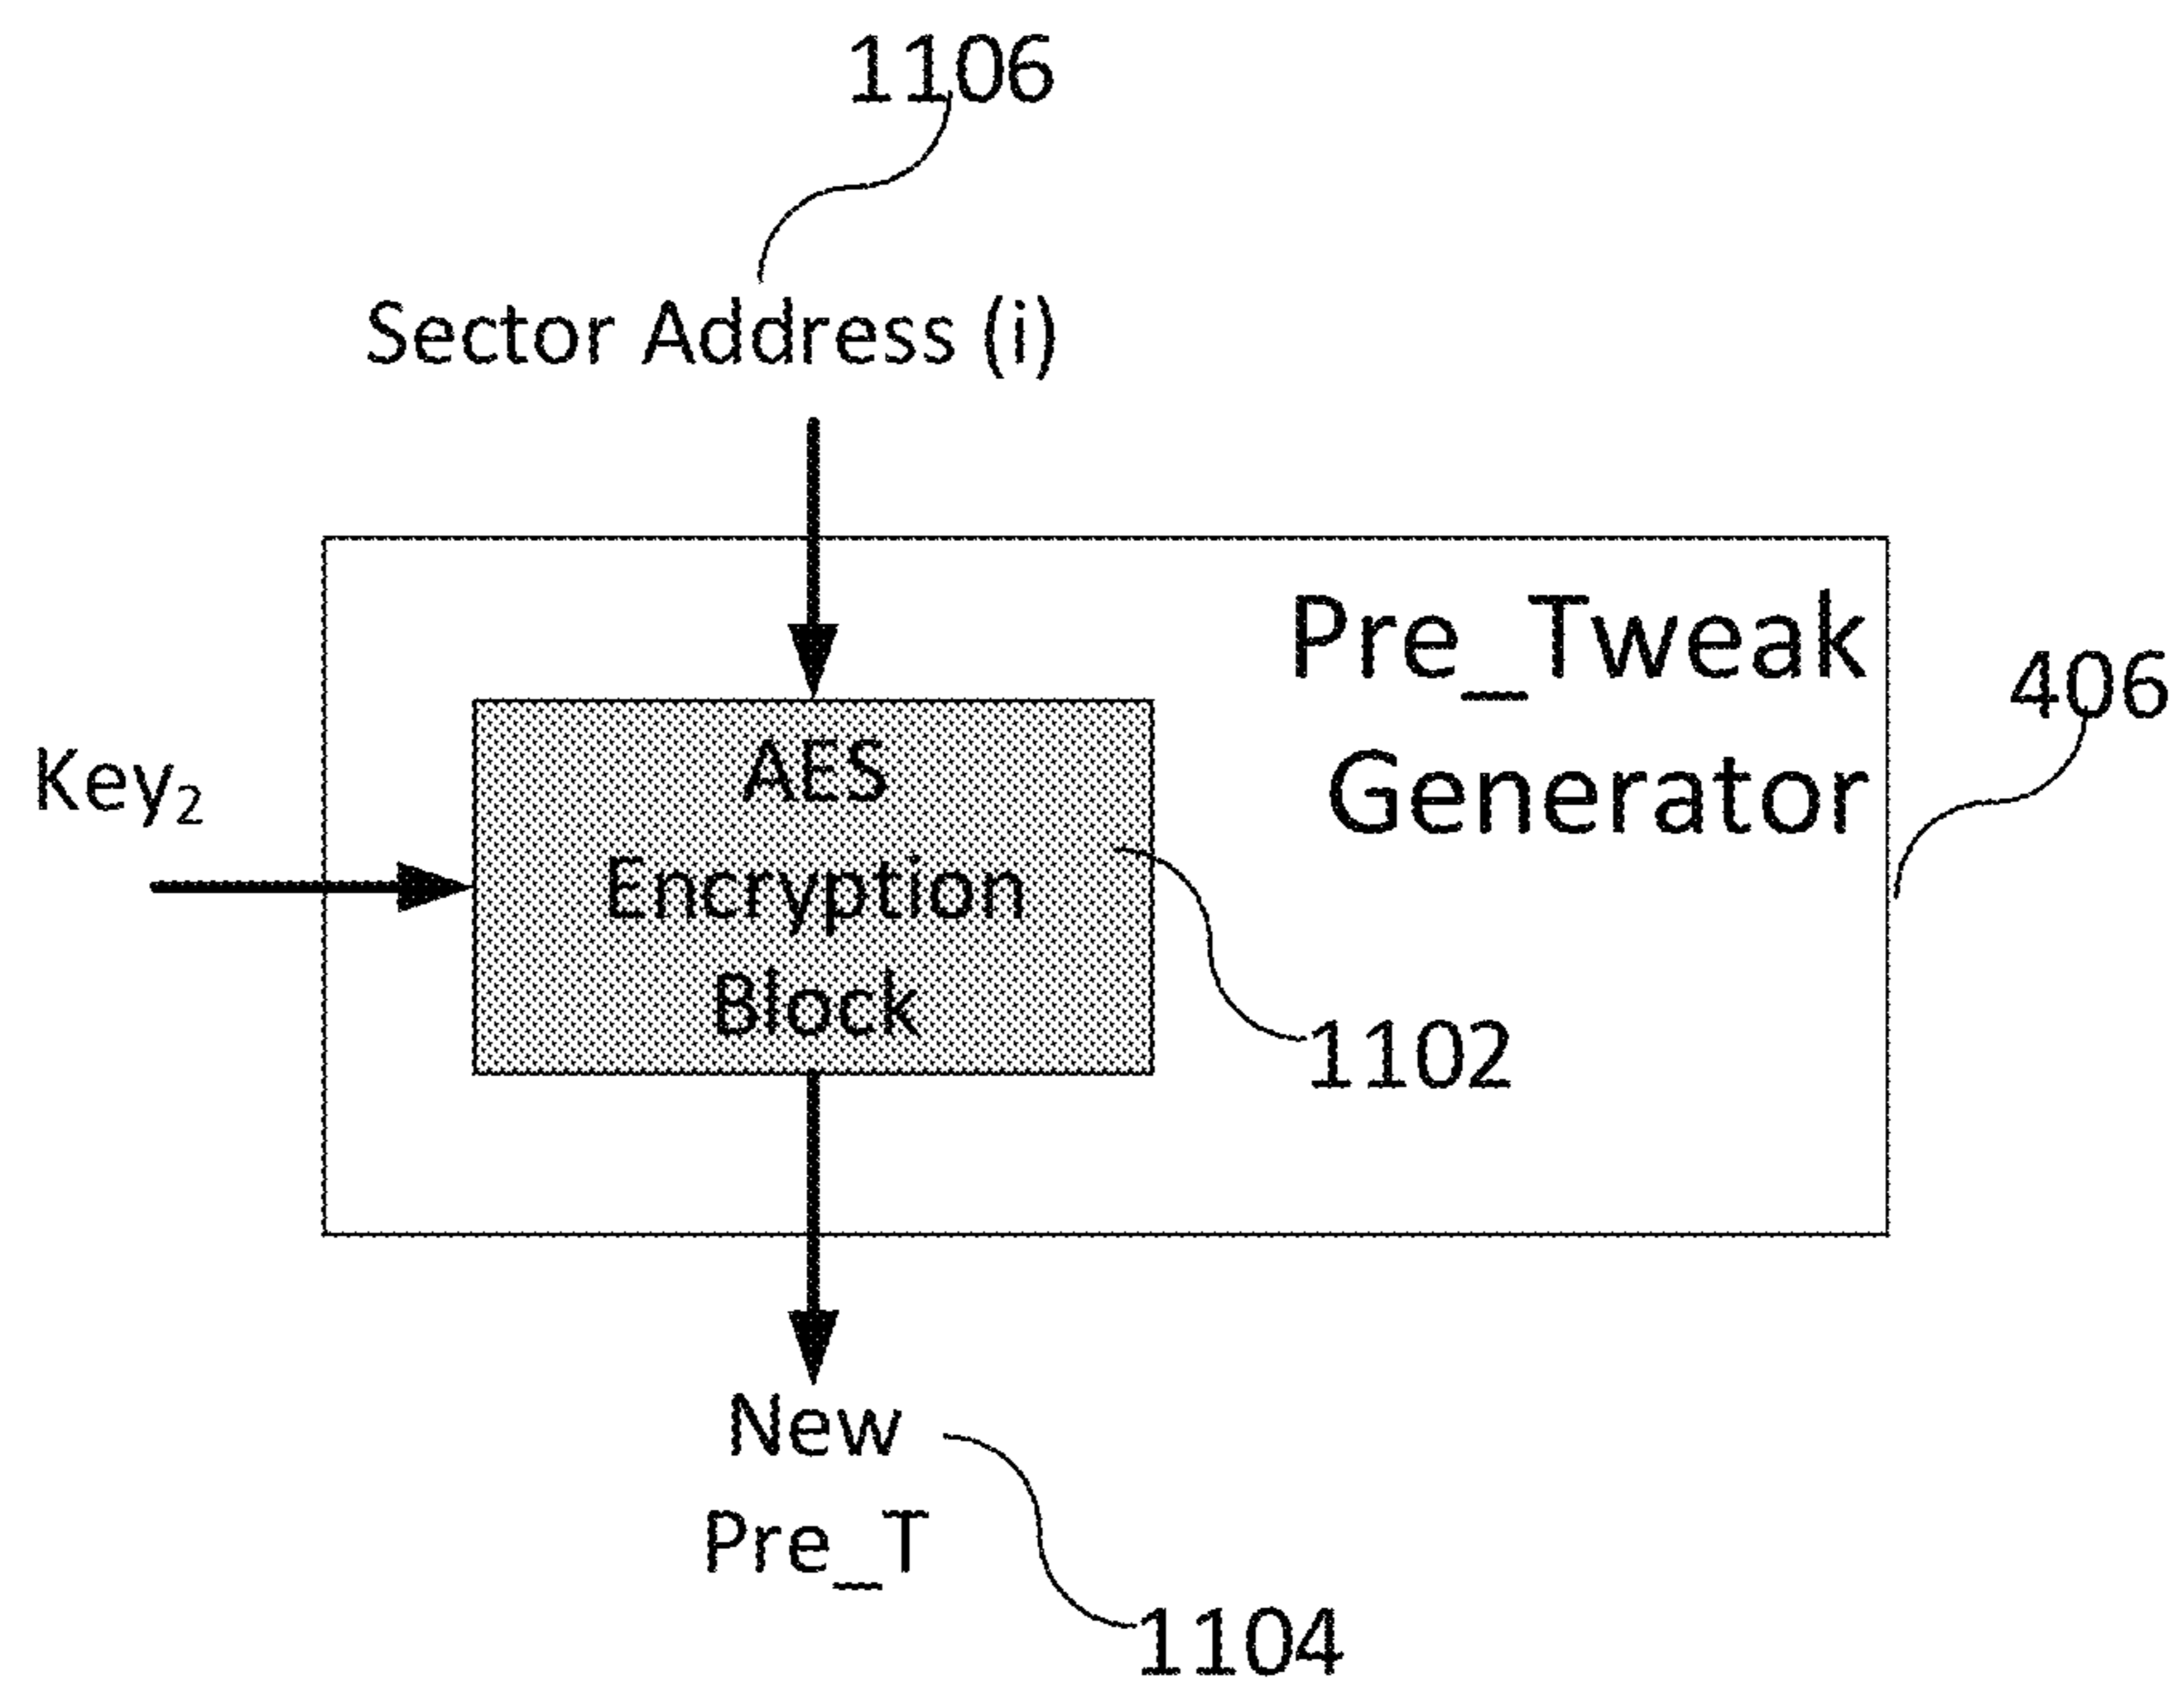 1106
Sector Address (i)
Pre_Tweak
Generator
406
Key₂
AES
Encryption
Block
1102
New
Pre_T
1104